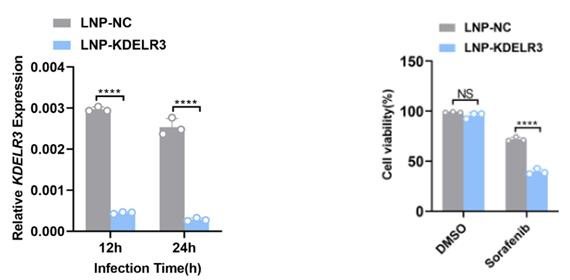 LNP-NC
LNP-KDELR3
Relative KDELR3 Expression
0.004
0.003
0.002
0.001
0.000
****
****
12h
24h
Infection Time(h)
LNP-NC
LNP-KDELR3
Cell viability(%)
150
100
50
0
NS
****
DMSO
Sorafenib